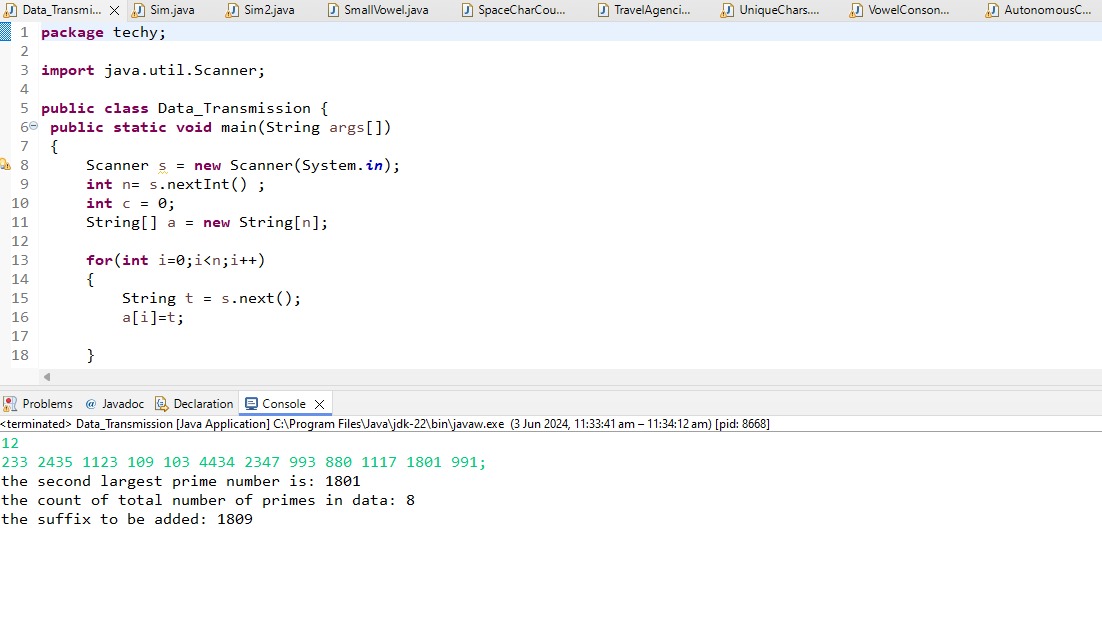 Data_Transmi... Sim.java Sim2.java SmallVowel.java SpaceCharCou... TravelAgenci... UniqueChars.... VowelConson... AutonomousC...
1 package techy;
2
3 import java.util.Scanner;
4
5 public class Data_Transmission {
6 public static void main(String args[])
7 {
8 Scanner s = new Scanner(System.in);
9 int n= s.nextInt() ;
10 int c = 0;
11 String[] a = new String[n];
12
13 for(int i=0;i<n;i++)
14 {
15 String t = s.next();
16 a[i]=t;
17
18 }
Problems @ Javadoc Declaration Console
<terminated> Data_Transmission [Java Application] C:\Program Files\Java\jdk-22\bin\javaw.exe (3 Jun 2024, 11:33:41 am – 11:34:12 am) [pid: 8668]
12
233 2435 1123 109 103 4434 2347 993 880 1117 1801 991;
the second largest prime number is: 1801
the count of total number of primes in data: 8
the suffix to be added: 1809